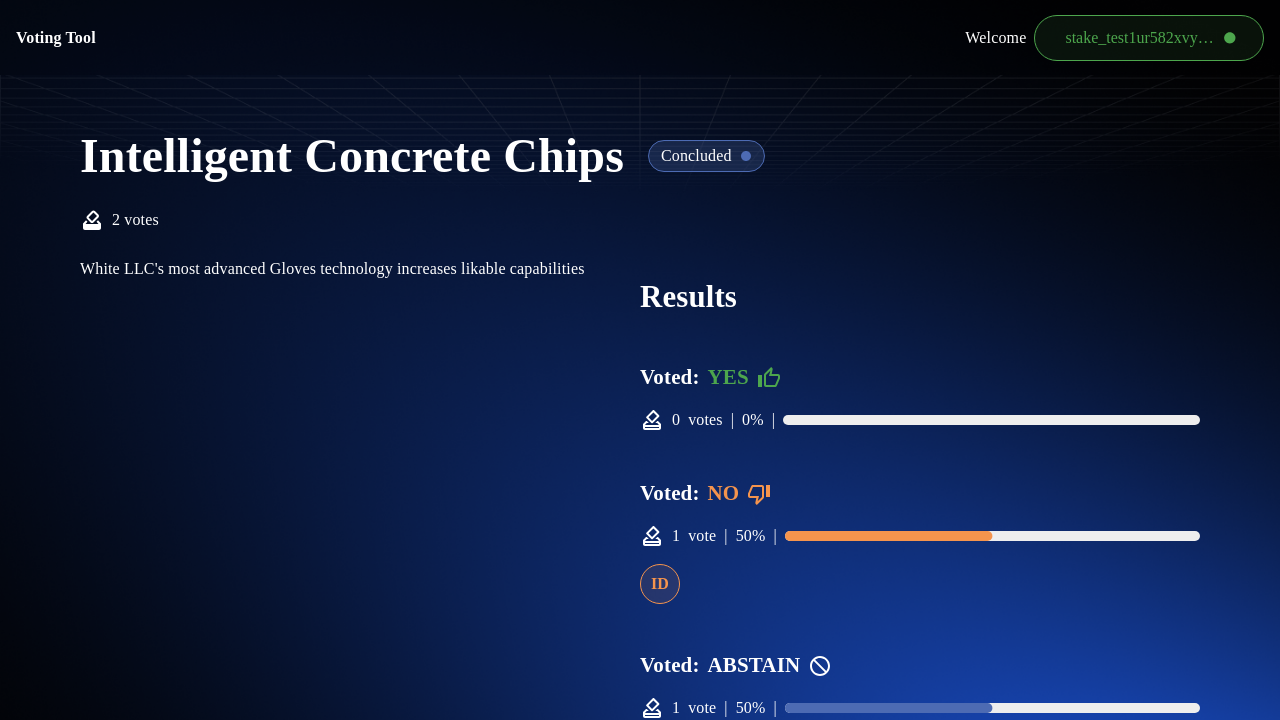 Voting Tool
Welcome stake_test1ur582xvy...
Intelligent Concrete Chips Concluded
2 votes
White LLC's most advanced Gloves technology increases likable capabilities
Results
Voted: YES
0 votes | 0% |
Voted: NO
1 vote | 50% |
ID
Voted: ABSTAIN
1 vote | 50% |